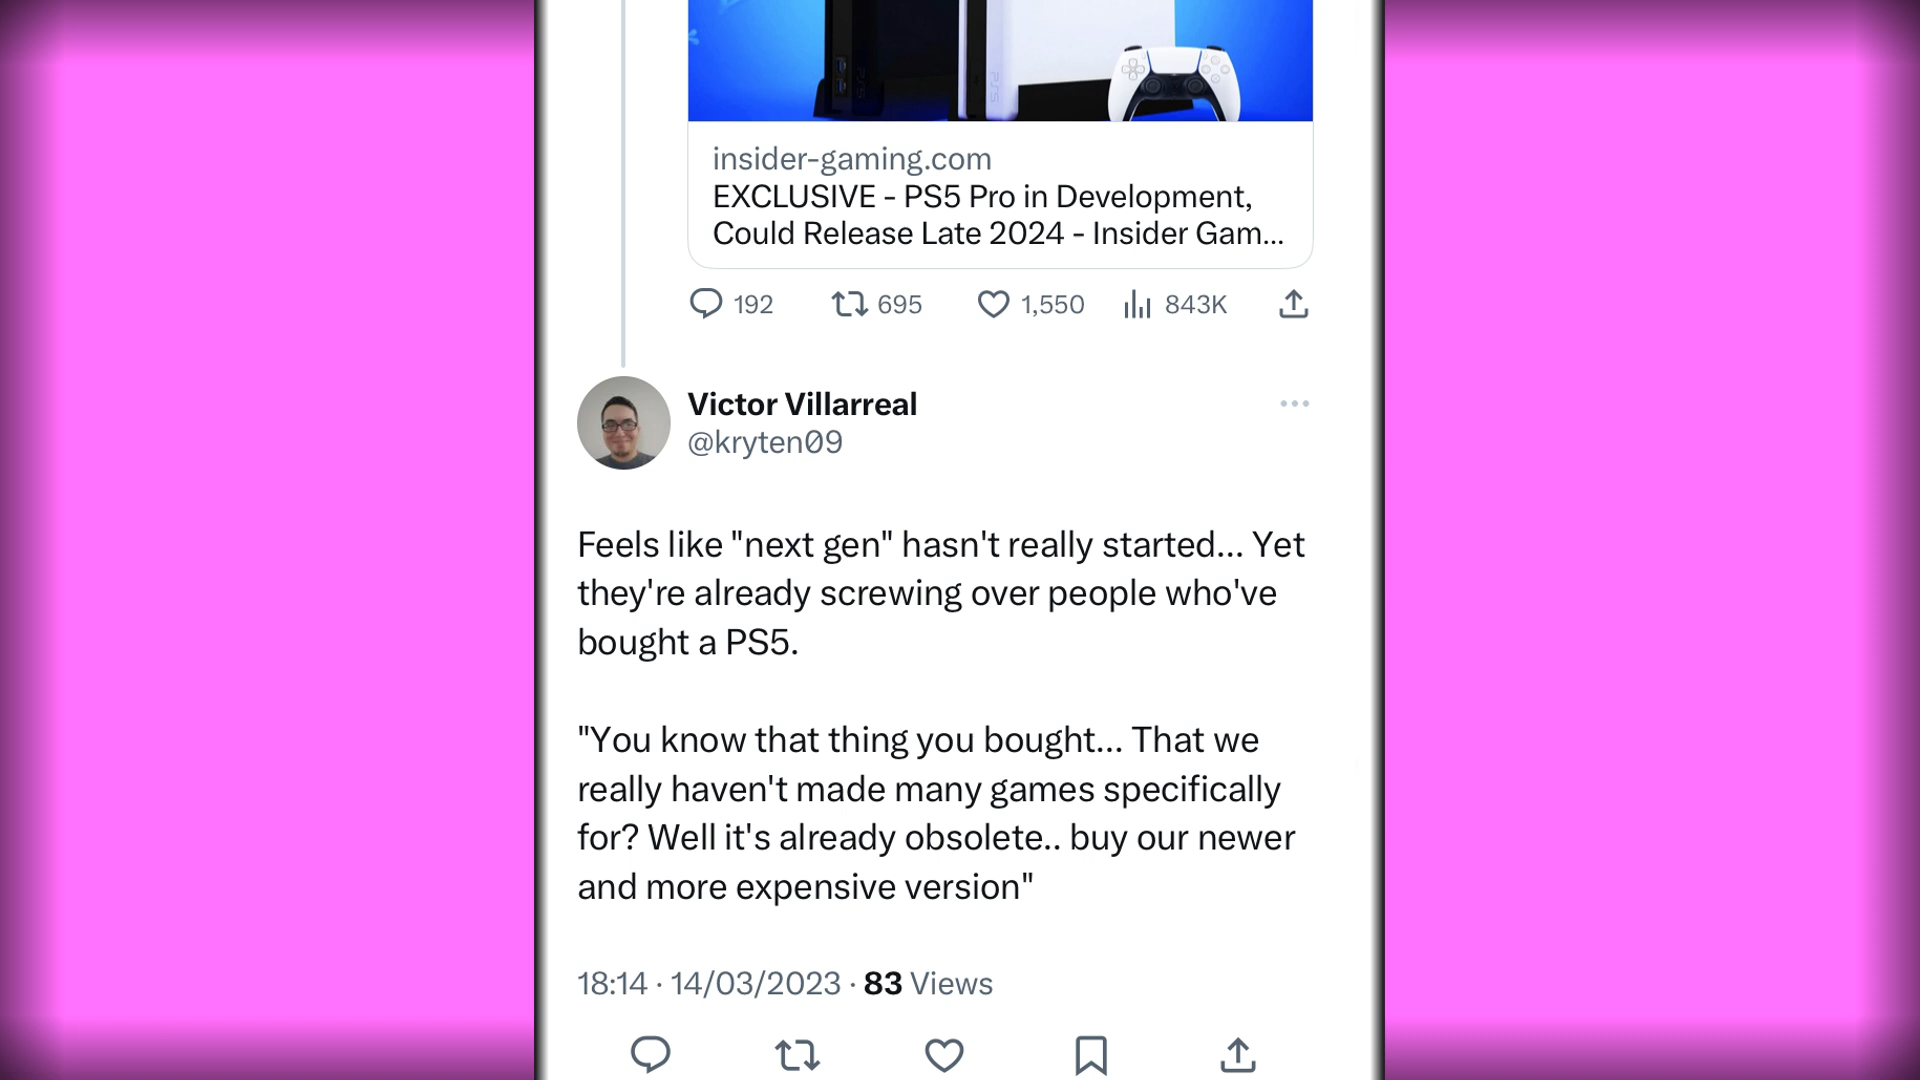 PS5
PS5
insider-gaming.com
EXCLUSIVE - PS5 Pro in Development,
Could Release Late 2024 - Insider Gam...
192 695 1,550 843K
Victor Villarreal
@kryten09
Feels like "next gen" hasn't really started... Yet
they're already screwing over people who've
bought a PS5.
"You know that thing you bought... That we
really haven't made many games specifically
for? Well it's already obsolete.. buy our newer
and more expensive version"
18:14 · 14/03/2023 · 83 Views